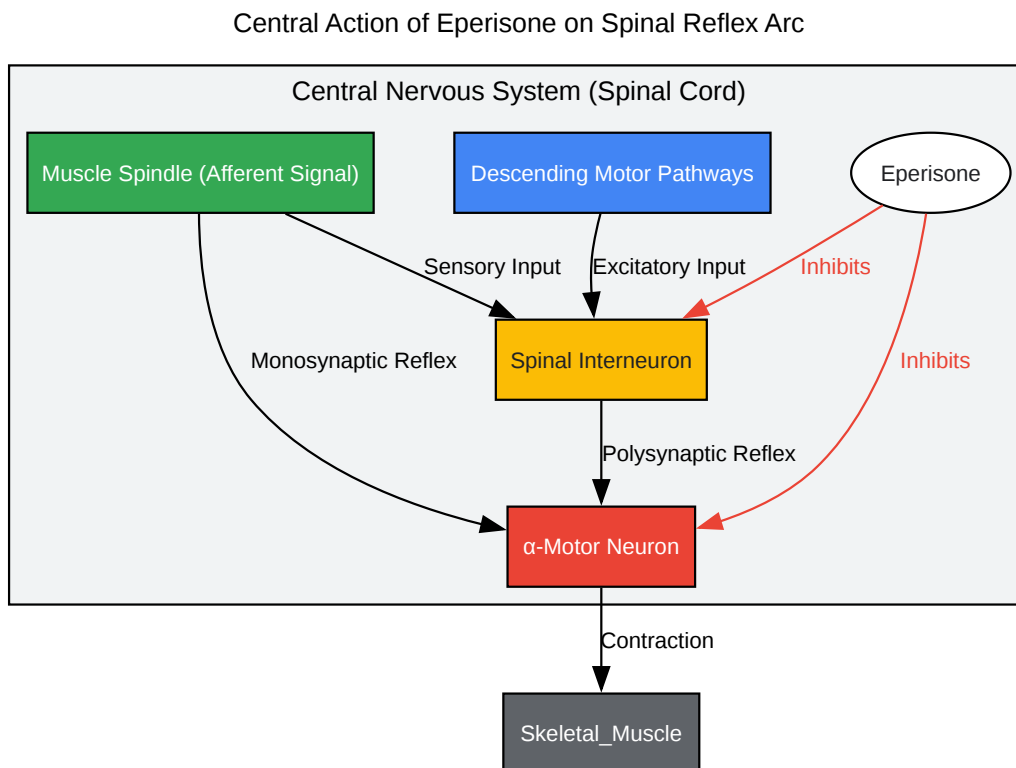 Central Action of Eperisone on Spinal Reflex Arc
Central Nervous System (Spinal Cord)
Muscle Spindle (Afferent Signal)
Descending Motor Pathways
Eperisone
Sensory Input
Excitatory Input
Inhibits
Monosynaptic Reflex
Spinal Interneuron
Inhibits
Polysynaptic Reflex
α-Motor Neuron
Contraction
Skeletal_Muscle